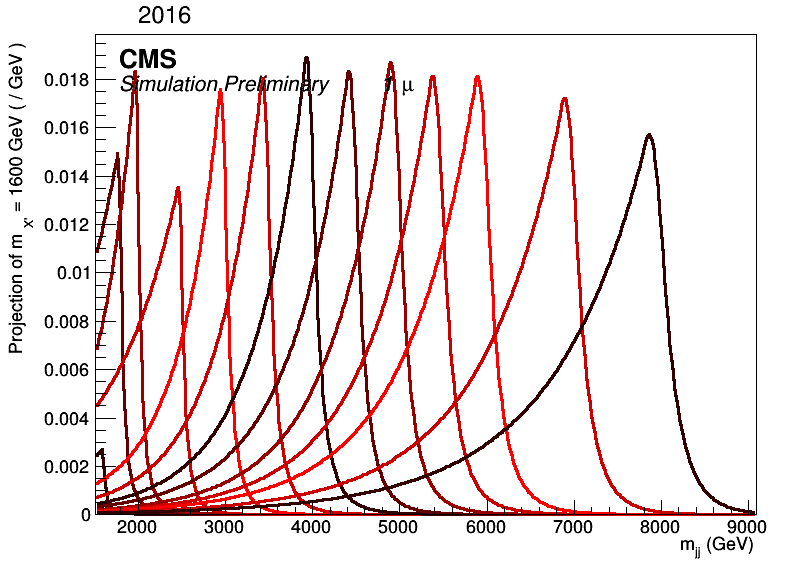 2016
CMS
Simulation Preliminary
1 μ
Projection of m x' = 1600 GeV ( / GeV )
0.018
0.016
0.014
0.012
0.01
0.008
0.006
0.004
0.002
0
2000 3000 4000 5000 6000 7000 8000 9000
m jj (GeV)